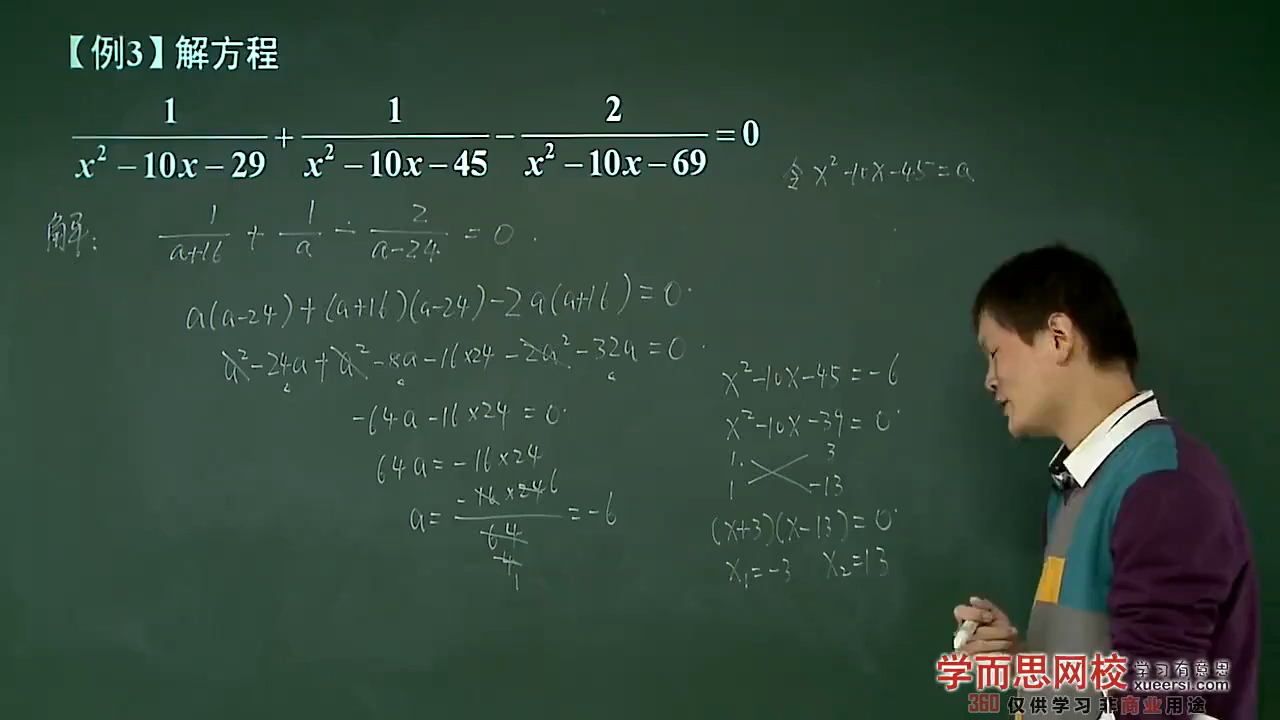 【例3】解方程
1/(x²-10x-29) + 1/(x²-10x-45) - 2/(x²-10x-69) = 0
令 x²-10x-45=a
解: 1/(a+16) + 1/a - 2/(a-24) = 0.
a(a-24)+(a+16)(a-24)-2a(a+16)=0.
a²-24a+a²-8a-16×24-2a²-32a=0.
-64a-16×24=0.
64a=-16×24
a= -16×24 6 / 64 4 1 =-6
x²-10x-45=-6
x²-10x-39=0.
1. 3
1 -13
(x+3)(x-13)=0.
x₁=-3 x₂=13
学而思网校 学习有意思
xueersi.com
360 仅供学习 非商业用途